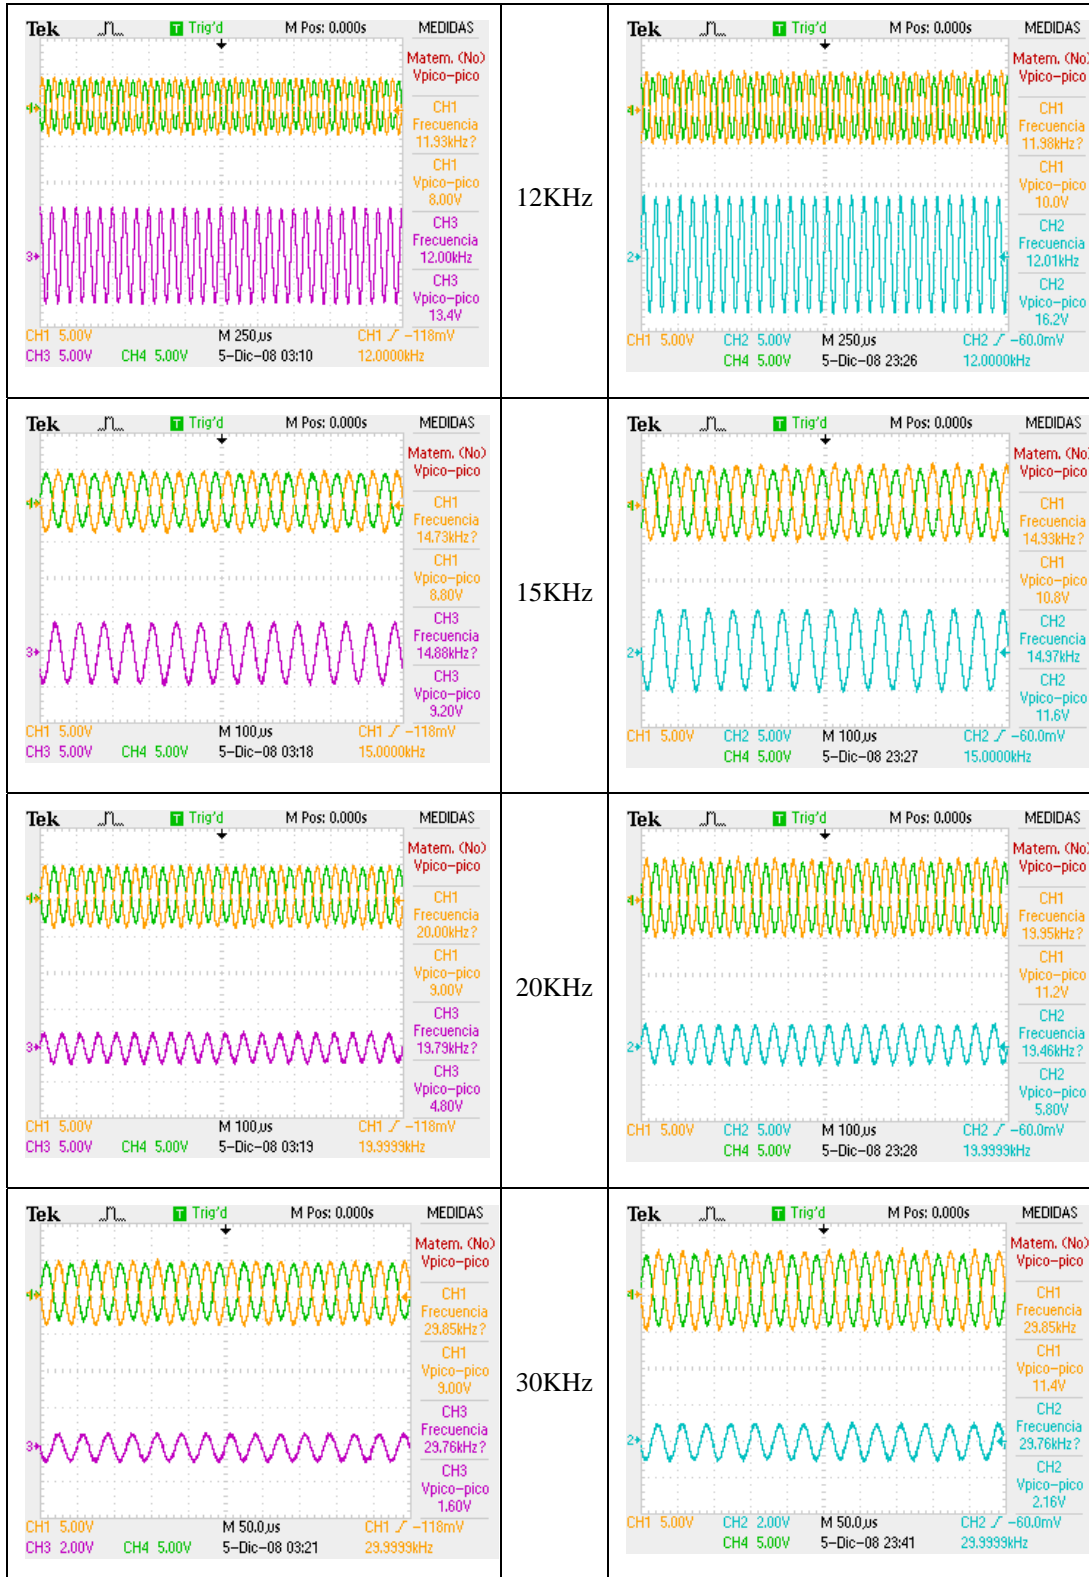 Tek Trig'd M Pos: 0.000s MEDIDAS
Matem. (No)
Vpico-pico
CH1
Frecuencia
11.93kHz?
CH1
Vpico-pico
8.00V
CH3
Frecuencia
12.00kHz
CH3
Vpico-pico
13.4V
CH1 5.00V M 250µs CH1 -118mV
CH3 5.00V CH4 5.00V 5-Dic-08 03:10 12.0000kHz
12KHz
Tek Trig'd M Pos: 0.000s MEDIDAS
Matem. (No)
Vpico-pico
CH1
Frecuencia
11.98kHz?
CH1
Vpico-pico
10.0V
CH2
Frecuencia
12.01kHz
CH2
Vpico-pico
16.2V
CH1 5.00V CH2 5.00V M 250µs CH2 -60.0mV
CH4 5.00V 5-Dic-08 23:26 12.0000kHz
Tek Trig'd M Pos: 0.000s MEDIDAS
Matem. (No)
Vpico-pico
CH1
Frecuencia
14.73kHz?
CH1
Vpico-pico
8.80V
CH3
Frecuencia
14.88kHz?
CH3
Vpico-pico
9.20V
CH1 5.00V M 100µs CH1 -118mV
CH3 5.00V CH4 5.00V 5-Dic-08 03:18 15.0000kHz
15KHz
Tek Trig'd M Pos: 0.000s MEDIDAS
Matem. (No)
Vpico-pico
CH1
Frecuencia
14.93kHz?
CH1
Vpico-pico
10.8V
CH2
Frecuencia
14.97kHz
CH2
Vpico-pico
11.6V
CH1 5.00V CH2 5.00V M 100µs CH2 -60.0mV
CH4 5.00V 5-Dic-08 23:27 15.0000kHz
Tek Trig'd M Pos: 0.000s MEDIDAS
Matem. (No)
Vpico-pico
CH1
Frecuencia
20.00kHz?
CH1
Vpico-pico
9.00V
CH3
Frecuencia
19.79kHz?
CH3
Vpico-pico
4.80V
CH1 5.00V M 100µs CH1 -118mV
CH3 5.00V CH4 5.00V 5-Dic-08 03:19 19.9999kHz
20KHz
Tek Trig'd M Pos: 0.000s MEDIDAS
Matem. (No)
Vpico-pico
CH1
Frecuencia
19.95kHz?
CH1
Vpico-pico
11.2V
CH2
Frecuencia
19.46kHz?
CH2
Vpico-pico
5.80V
CH1 5.00V CH2 5.00V M 100µs CH2 -60.0mV
CH4 5.00V 5-Dic-08 23:28 19.9999kHz
Tek Trig'd M Pos: 0.000s MEDIDAS
Matem. (No)
Vpico-pico
CH1
Frecuencia
29.85kHz?
CH1
Vpico-pico
9.00V
CH3
Frecuencia
29.76kHz?
CH3
Vpico-pico
1.60V
CH1 5.00V M 50.0µs CH1 -118mV
CH3 2.00V CH4 5.00V 5-Dic-08 03:21 29.9999kHz
30KHz
Tek Trig'd M Pos: 0.000s MEDIDAS
Matem. (No)
Vpico-pico
CH1
Frecuencia
29.85kHz
CH1
Vpico-pico
11.4V
CH2
Frecuencia
29.76kHz?
CH2
Vpico-pico
2.16V
CH1 5.00V CH2 2.00V M 50.0µs CH2 -60.0mV
CH4 5.00V 5-Dic-08 23:41 29.9999kHz